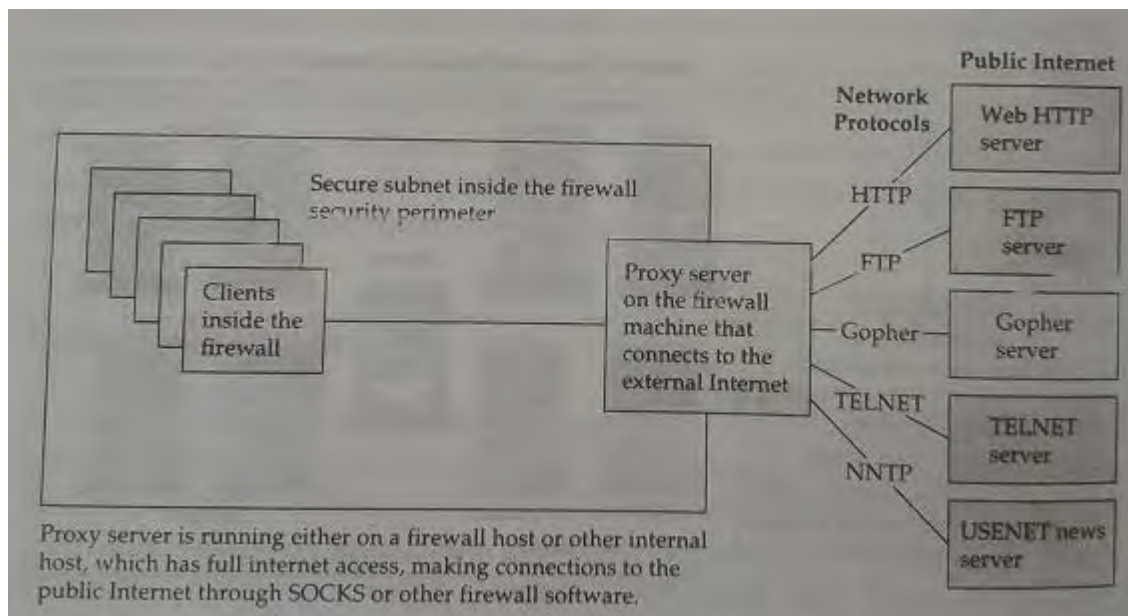 Public Internet
Network
Protocols
Web HTTP
server
HTTP
Secure subnet inside the firewall
security perimeter
FTP
server
FTP
Proxy server
on the firewall
machine that
connects to the
external Internet
Clients
inside the
firewall
Gopher
Gopher
server
TELNET
TELNET
server
NNTP
USENET news
server
Proxy server is running either on a firewall host or other internal
host, which has full internet access, making connections to the
public Internet through SOCKS or other firewall software.